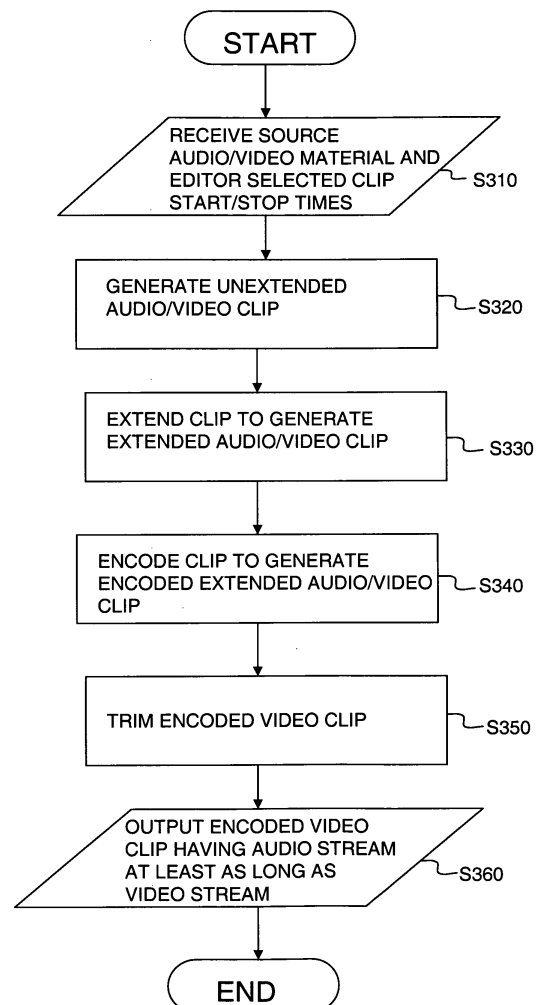 START
RECEIVE SOURCE
AUDIO/VIDEO MATERIAL AND
EDITOR SELECTED CLIP
START/STOP TIMES
S310
GENERATE UNEXTENDED
AUDIO/VIDEO CLIP
S320
EXTEND CLIP TO GENERATE
EXTENDED AUDIO/VIDEO CLIP
S330
ENCODE CLIP TO GENERATE
ENCODED EXTENDED AUDIO/VIDEO
CLIP
S340
TRIM ENCODED VIDEO CLIP
S350
OUTPUT ENCODED VIDEO
CLIP HAVING AUDIO STREAM
AT LEAST AS LONG AS
VIDEO STREAM
S360
END